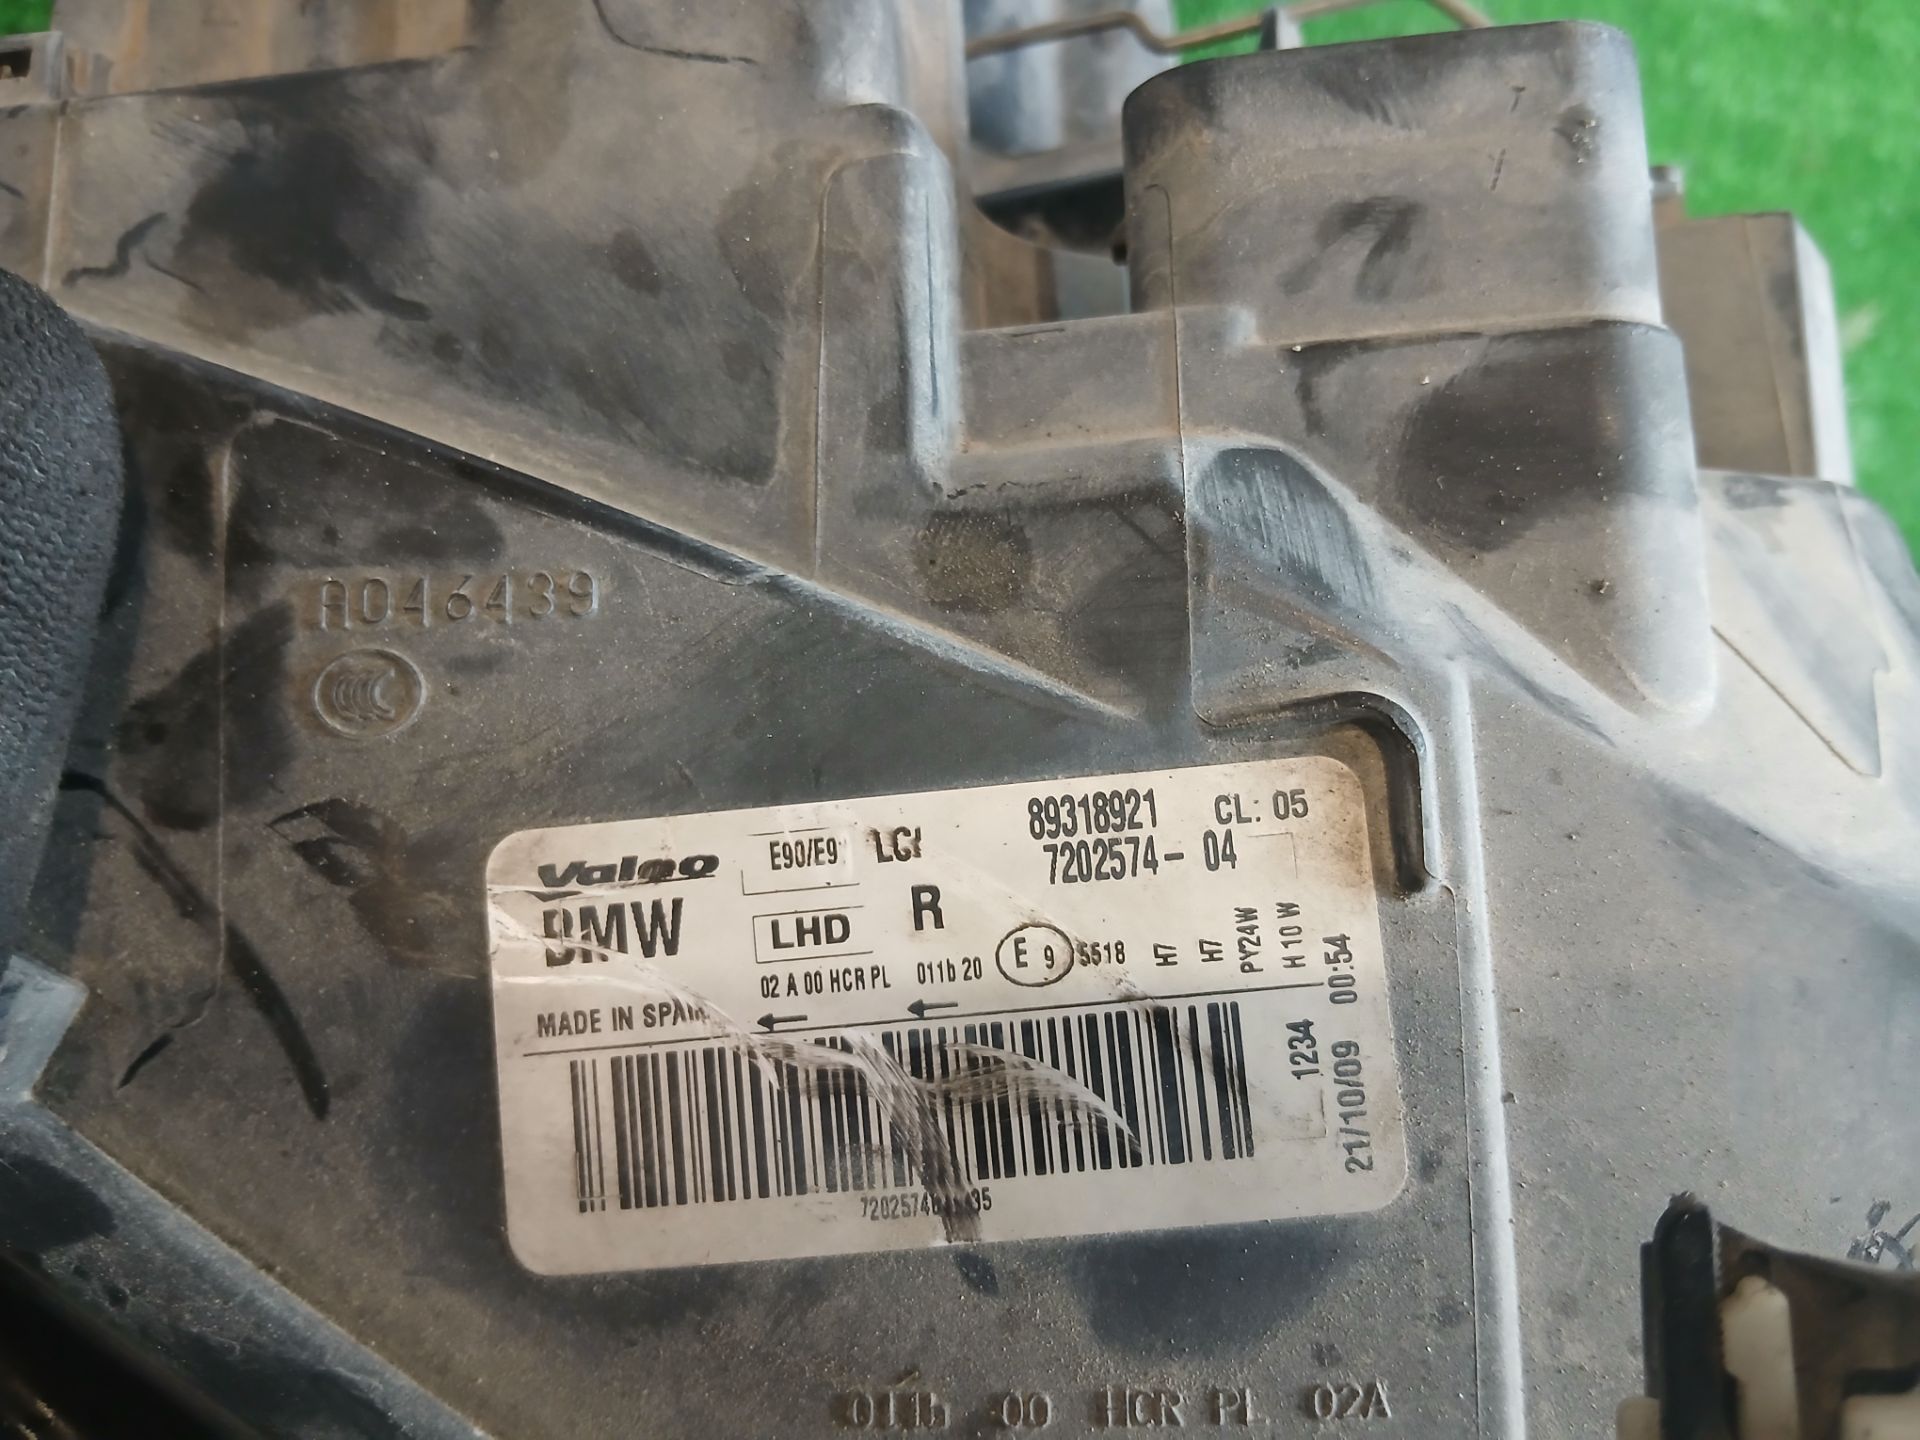 A046439
Valeo E90/E9 LCI 89318921 CL: 05
7202574- 04
BMW LHD R
02 A 00 HCR PL 011b 20 E 9 5518 H7 H7 PY24W H 10 W
MADE IN SPAIN
1234
21/10/09 00:54
011b 00 HCR PL 02A